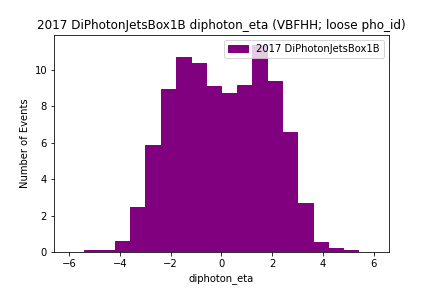 2017 DiPhotonJetsBox1B diphoton_eta (VBFHH; loose pho_id)
2017 DiPhotonJetsBox1B
10
8
6
4
2
0
Number of Events
−6 −4 −2 0 2 4 6
diphoton_eta